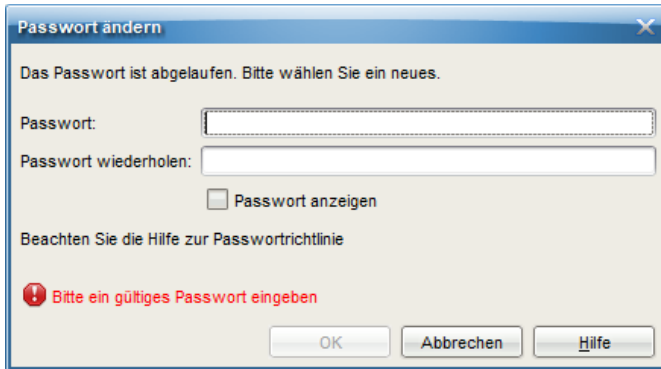 Passwort ändern
Das Passwort ist abgelaufen. Bitte wählen Sie ein neues.
Passwort:
Passwort wiederholen:
Passwort anzeigen
Beachten Sie die Hilfe zur Passwortrichtlinie
Bitte ein gültiges Passwort eingeben
OK Abbrechen Hilfe